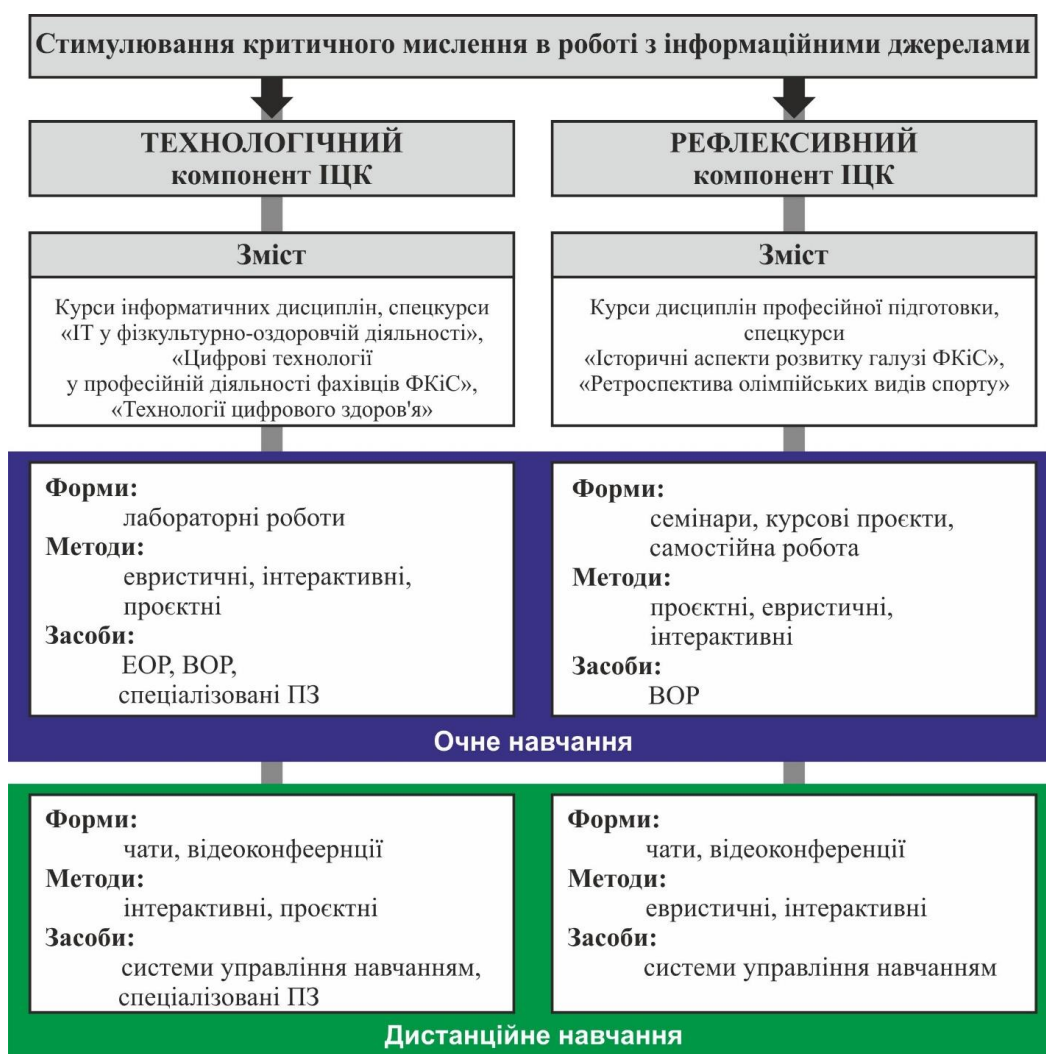 Стимулювання критичного мислення в роботі з інформаційними джерелами
ТЕХНОЛОГІЧНИЙ
компонент ІЦК
Зміст
Курси інформатичних дисциплін, спецкурси
«ІТ у фізкультурно-оздоровчій діяльності»,
«Цифрові технології
у професійній діяльності фахівців ФКіС»,
«Технології цифрового здоров'я»
РЕФЛЕКСИВНИЙ
компонент ІЦК
Зміст
Курси дисциплін професійної підготовки,
спецкурси
«Історичні аспекти розвитку галузі ФКіС»,
«Ретроспектива олімпійських видів спорту»
Форми:
лабораторні роботи
Методи:
евристичні, інтерактивні,
проєктні
Засоби:
ЕОР, ВОР,
спеціалізовані ПЗ
Форми:
семінари, курсові проєкти,
самостійна робота
Методи:
проєктні, евристичні,
інтерактивні
Засоби:
ВОР
Очне навчання
Форми:
чати, відеоконфеернції
Методи:
інтерактивні, проєктні
Засоби:
системи управління навчанням,
спеціалізовані ПЗ
Форми:
чати, відеоконференції
Методи:
евристичні, інтерактивні
Засоби:
системи управління навчанням
Дистанційне навчання